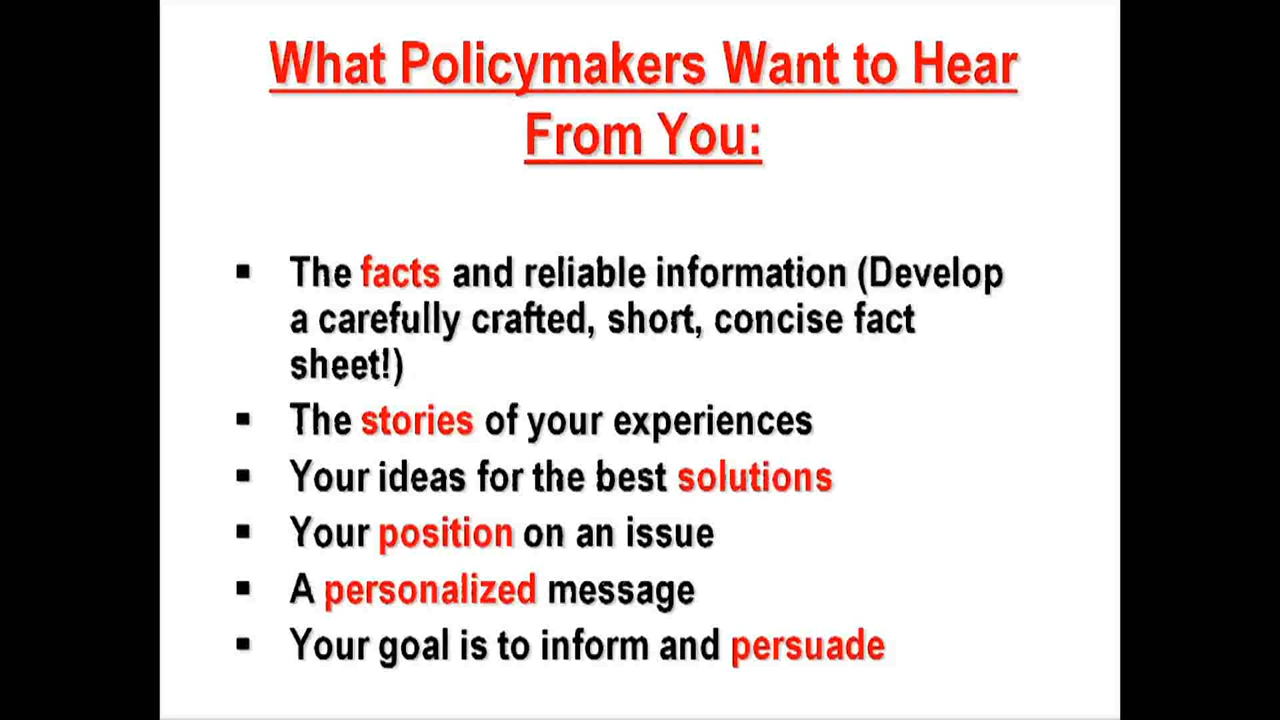 What Policymakers Want to Hear
From You:
▪ The facts and reliable information (Develop
a carefully crafted, short, concise fact
sheet!)
▪ The stories of your experiences
▪ Your ideas for the best solutions
▪ Your position on an issue
▪ A personalized message
▪ Your goal is to inform and persuade